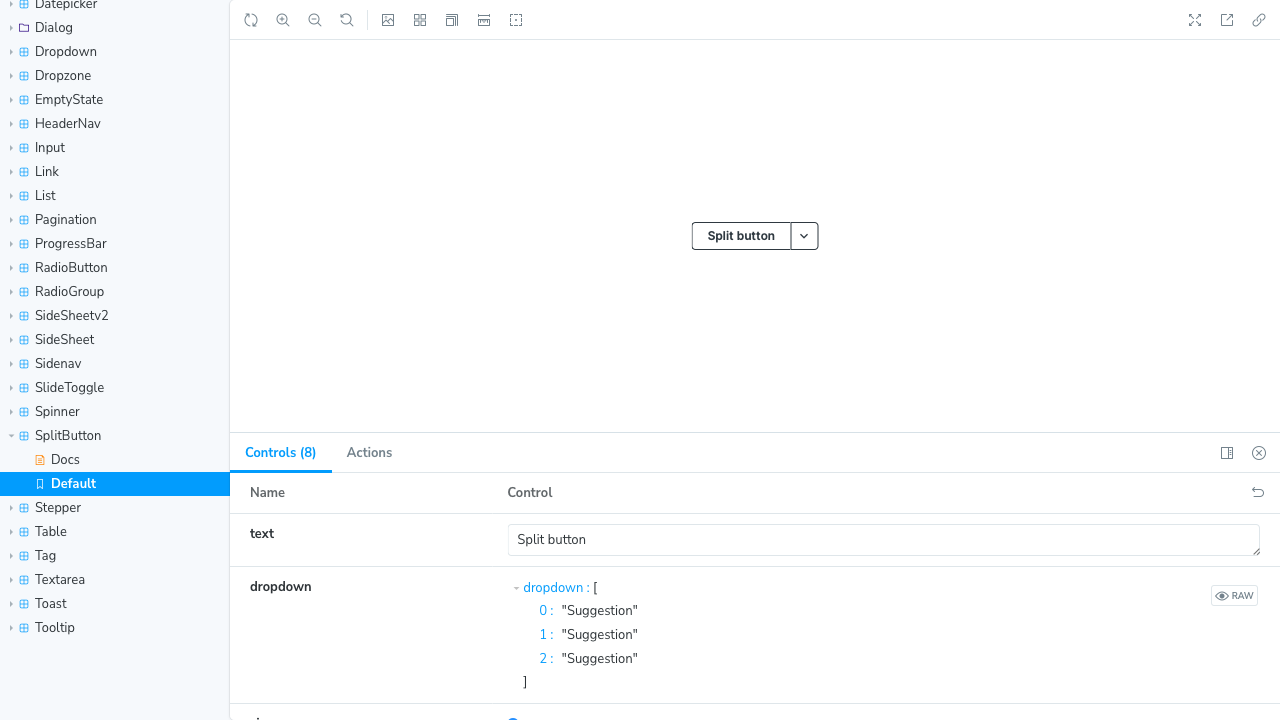 Datepicker
Dialog
Dropdown
Dropzone
EmptyState
HeaderNav
Input
Link
List
Pagination
ProgressBar
RadioButton
RadioGroup
SideSheetv2
SideSheet
Sidenav
SlideToggle
Spinner
SplitButton
Docs
Default
Stepper
Table
Tag
Textarea
Toast
Tooltip
Split button
Controls (8)
Actions
Name
Control
text
Split button
dropdown
dropdown : [
0 : "Suggestion"
1 : "Suggestion"
2 : "Suggestion"
]
RAW